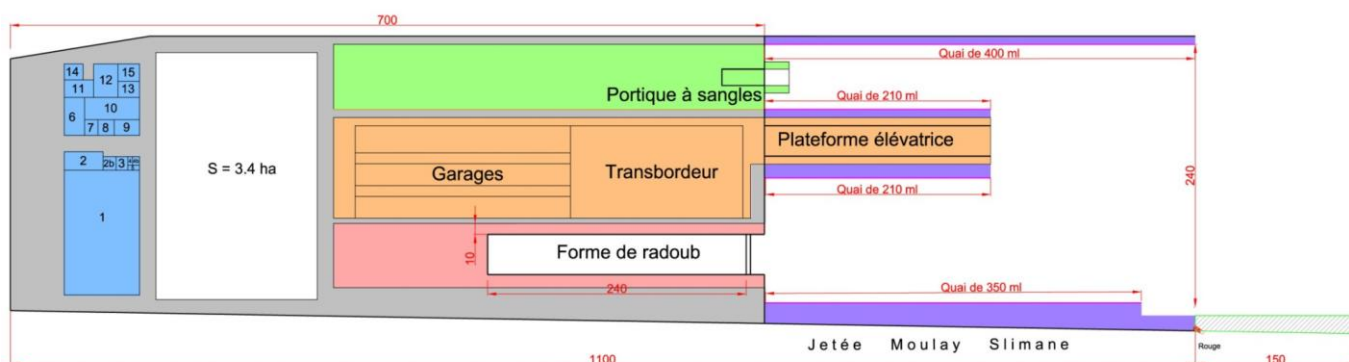 700
Quai de 400 ml
14 12 15
11 13
Portique à sangles
Quai de 210 ml
6 10
7 8 9
Plateforme élévatrice
2 2b 3
S = 3.4 ha
Garages
Transbordeur
240
Quai de 210 ml
1
10
Forme de radoub
240
Quai de 350 ml
Jetée Moulay Slimane
Rouge
1100
150